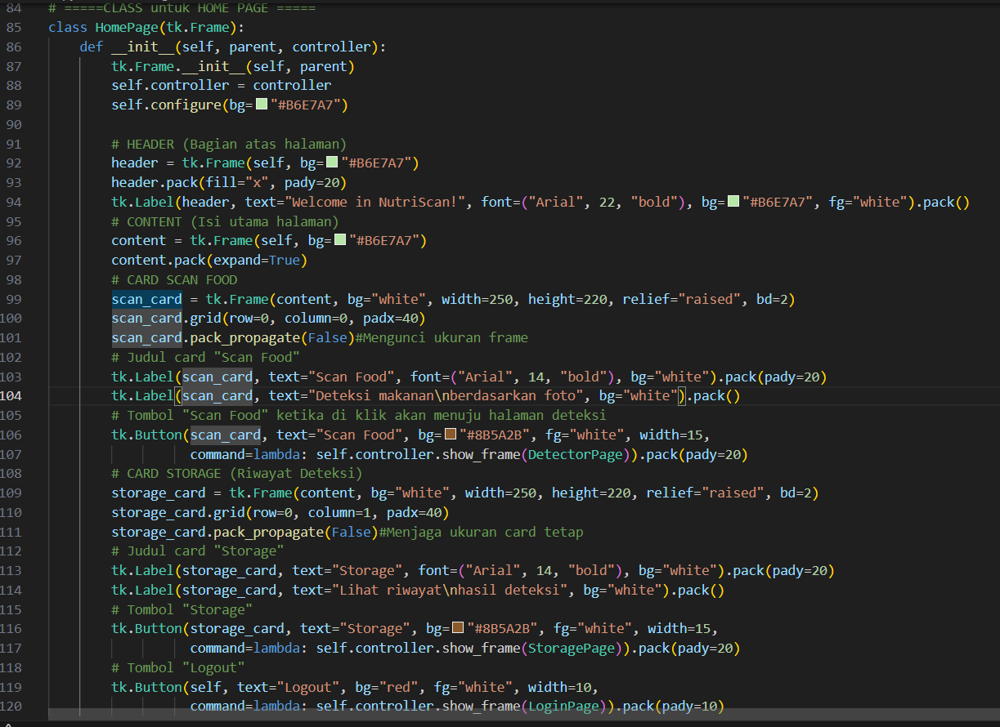 84 # =====CLASS untuk HOME PAGE =====
85 class HomePage(tk.Frame):
86     def __init__(self, parent, controller):
87         tk.Frame.__init__(self, parent)
88         self.controller = controller
89         self.configure(bg="#B6E7A7")
90
91         # HEADER (Bagian atas halaman)
92         header = tk.Frame(self, bg="#B6E7A7")
93         header.pack(fill="x", pady=20)
94         tk.Label(header, text="Welcome in NutriScan!", font=("Arial", 22, "bold"), bg="#B6E7A7", fg="white").pack()
95         # CONTENT (Isi utama halaman)
96         content = tk.Frame(self, bg="#B6E7A7")
97         content.pack(expand=True)
98         # CARD SCAN FOOD
99         scan_card = tk.Frame(content, bg="white", width=250, height=220, relief="raised", bd=2)
100         scan_card.grid(row=0, column=0, padx=40)
101         scan_card.pack_propagate(False)#Mengunci ukuran frame
102         # Judul card "Scan Food"
103         tk.Label(scan_card, text="Scan Food", font=("Arial", 14, "bold"), bg="white").pack(pady=20)
104         tk.Label(scan_card, text="Deteksi makanan\nberdasarkan foto", bg="white").pack()
105         # Tombol "Scan Food" ketika di klik akan menuju halaman deteksi
106         tk.Button(scan_card, text="Scan Food", bg="#8B5A2B", fg="white", width=15,
107                   command=lambda: self.controller.show_frame(DetectorPage)).pack(pady=20)
108         # CARD STORAGE (Riwayat Deteksi)
109         storage_card = tk.Frame(content, bg="white", width=250, height=220, relief="raised", bd=2)
110         storage_card.grid(row=0, column=1, padx=40)
111         storage_card.pack_propagate(False)#Menjaga ukuran card tetap
112         # Judul card "Storage"
113         tk.Label(storage_card, text="Storage", font=("Arial", 14, "bold"), bg="white").pack(pady=20)
114         tk.Label(storage_card, text="Lihat riwayat\nhasil deteksi", bg="white").pack()
115         # Tombol "Storage"
116         tk.Button(storage_card, text="Storage", bg="#8B5A2B", fg="white", width=15,
117                   command=lambda: self.controller.show_frame(StoragePage)).pack(pady=20)
118         # Tombol "Logout"
119         tk.Button(self, text="Logout", bg="red", fg="white", width=10,
120                   command=lambda: self.controller.show_frame(LoginPage)).pack(pady=10)